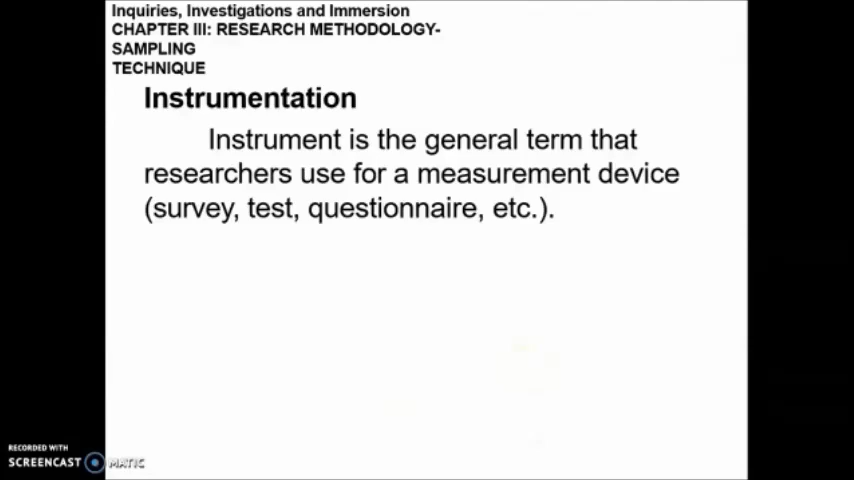 Inquiries, Investigations and Immersion
CHAPTER III: RESEARCH METHODOLOGY-
SAMPLING
TECHNIQUE
Instrumentation
Instrument is the general term that
researchers use for a measurement device
(survey, test, questionnaire, etc.).
RECORDED WITH
SCREENCAST MATIC